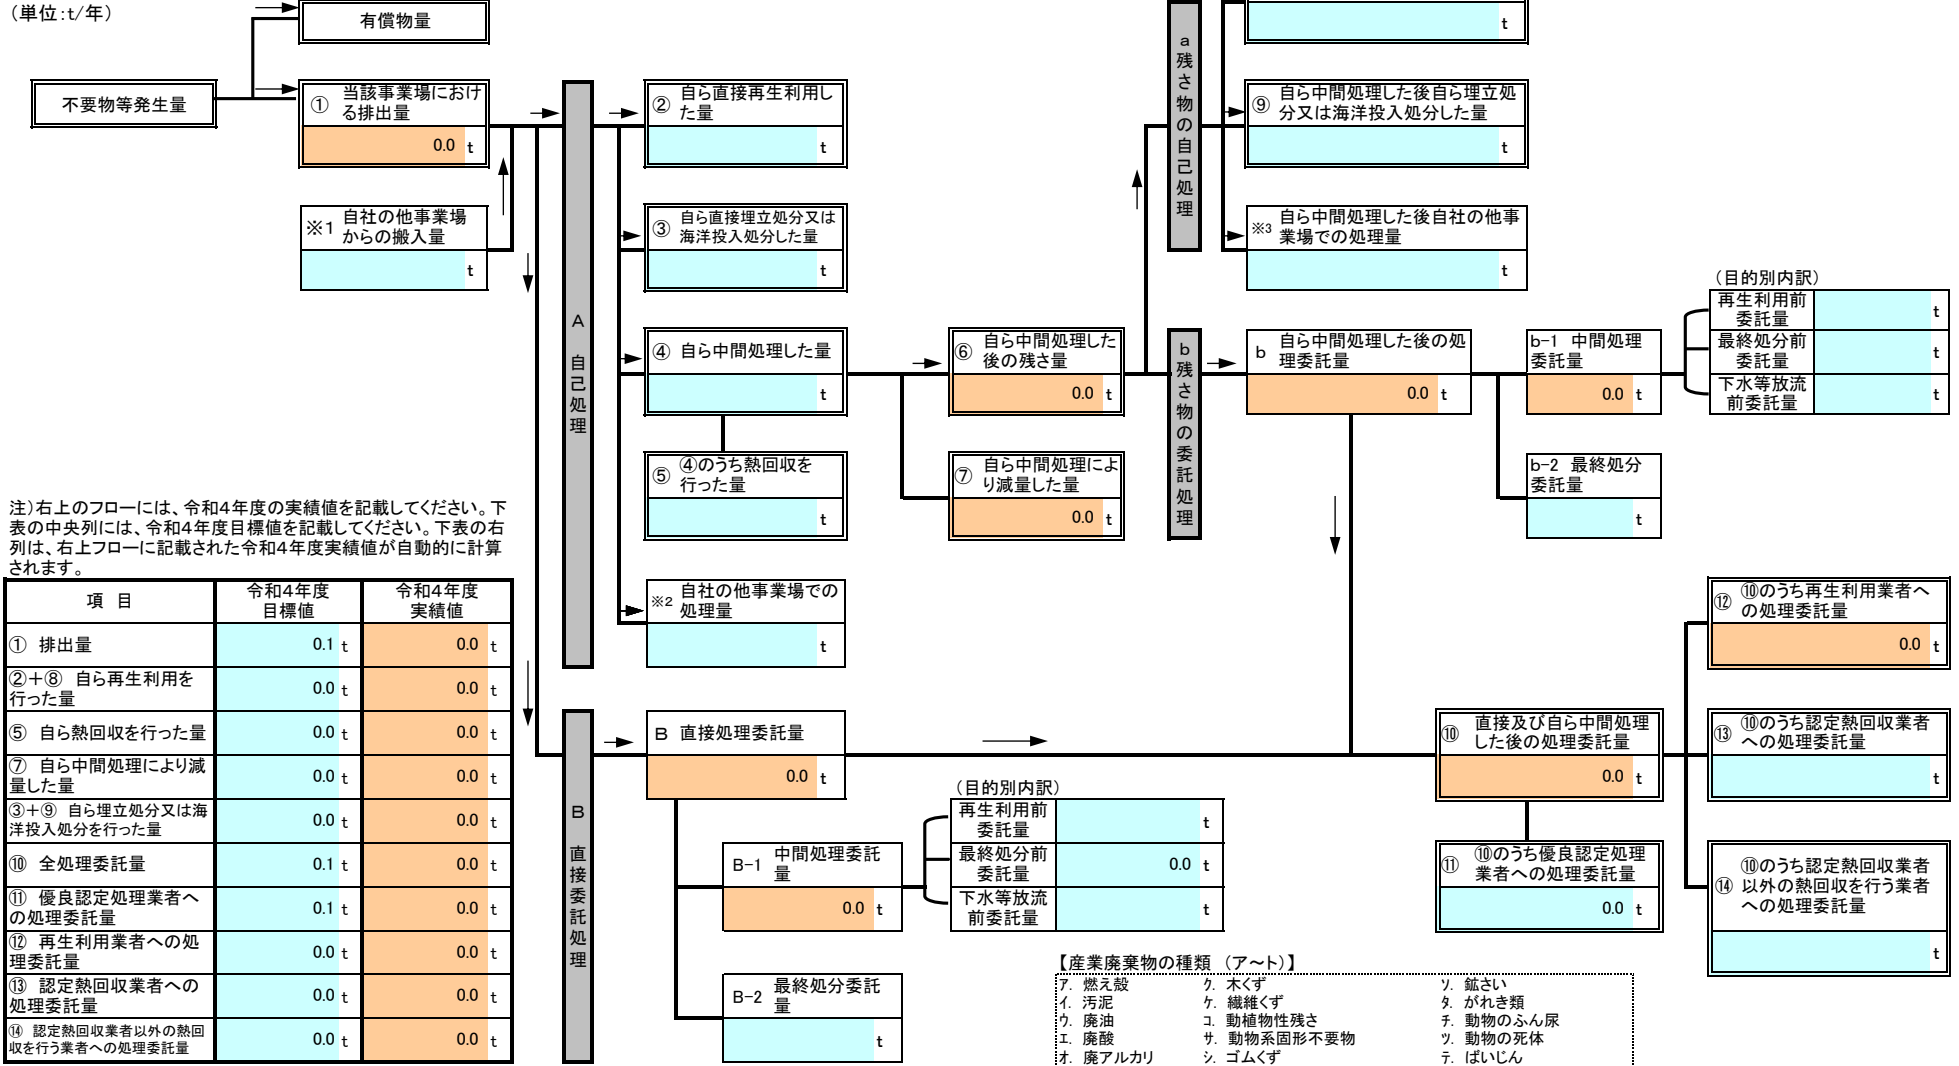 （単位：t/年）
有償物量
不要物等発生量
①
当該事業場におけ
る排出量
0.0 t
※1
自社の他事業場
からの搬入量
t
A 自己処理
②
自ら直接再生利用し
た量
t
③
自ら直接埋立処分又は
海洋投入処分した量
t
④ 自ら中間処理した量
t
⑤
④のうち熱回収を
行った量
t
※2
自社の他事業場での
処理量
t
⑥
自ら中間処理した
後の残さ量
0.0 t
⑦
自ら中間処理によ
り減量した量
0.0 t
a 残さ物の自己処理
t
⑨
自ら中間処理した後自ら埋立処
分又は海洋投入処分した量
t
※3
自ら中間処理した後自社の他事
業場での処理量
t
b 残さ物の委託処理
b
自ら中間処理した後の処
理委託量
0.0 t
b-1 中間処理
委託量
0.0 t
b-2 最終処分
委託量
t
（目的別内訳）
再生利用前
委託量
t
最終処分前
委託量
t
下水等放流
前委託量
t
注）右上のフローには、令和4年度の実績値を記載してください。下
表の中央列には、令和4年度目標値を記載してください。下表の右
列は、右上フローに記載された令和4年度実績値が自動的に計算
されます。
項 目
令和4年度
目標値
令和4年度
実績値
① 排出量
0.1 t 0.0 t
②＋⑧ 自ら再生利用を
行った量
0.0 t 0.0 t
⑤ 自ら熱回収を行った量
0.0 t 0.0 t
⑦ 自ら中間処理により減
量した量
0.0 t 0.0 t
③＋⑨ 自ら埋立処分又は海
洋投入処分を行った量
0.0 t 0.0 t
⑩ 全処理委託量
0.1 t 0.0 t
⑪ 優良認定処理業者へ
の処理委託量
0.1 t 0.0 t
⑫ 再生利用業者への処
理委託量
0.0 t 0.0 t
⑬ 認定熱回収業者への
処理委託量
0.0 t 0.0 t
⑭ 認定熱回収業者以外の熱回
収を行う業者への処理委託量
0.0 t 0.0 t
B 直接委託処理
B 直接処理委託量
0.0 t
B-1
中間処理委託
量
0.0 t
B-2
最終処分委託
量
t
（目的別内訳）
再生利用前
委託量
t
最終処分前
委託量
0.0 t
下水等放流
前委託量
t
⑩
直接及び自ら中間処理
した後の処理委託量
0.0 t
⑪
⑩のうち優良認定処理
業者への処理委託量
0.0 t
⑫
⑩のうち再生利用業者へ
の処理委託量
0.0 t
⑬
⑩のうち認定熱回収業者
への処理委託量
t
⑭
⑩のうち認定熱回収業者
以外の熱回収を行う業者
への処理委託量
t
【産業廃棄物の種類 （ア～ト）】
ア. 燃え殻 ク. 木くず ソ. 鉱さい
イ. 汚泥 ケ. 繊維くず タ. がれき類
ウ. 廃油 コ. 動植物性残さ チ. 動物のふん尿
エ. 廃酸 サ. 動物系固形不要物 ツ. 動物の死体
オ. 廃アルカリ シ. ゴムくず テ. ばいじん